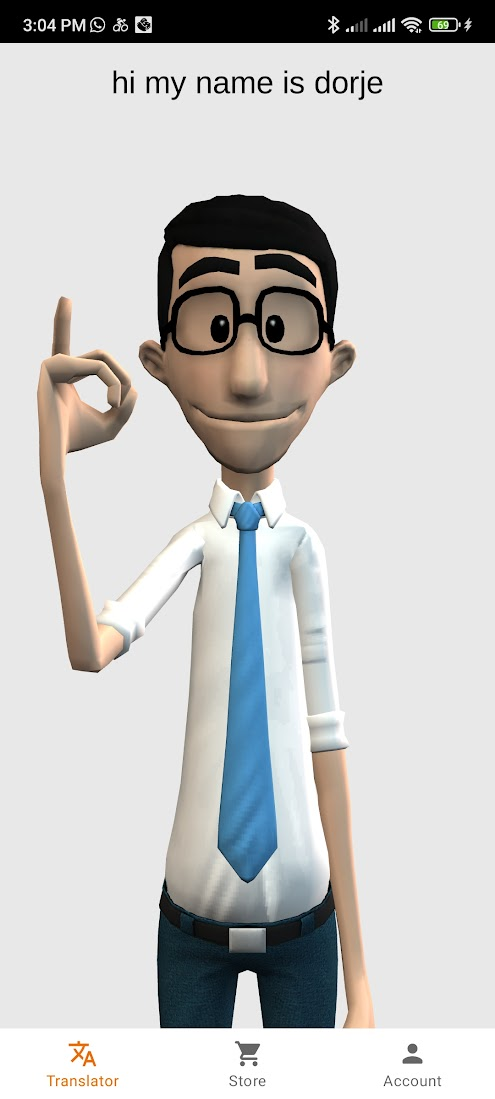 3:04 PM
69
hi my name is dorje
Translator
Store
Account